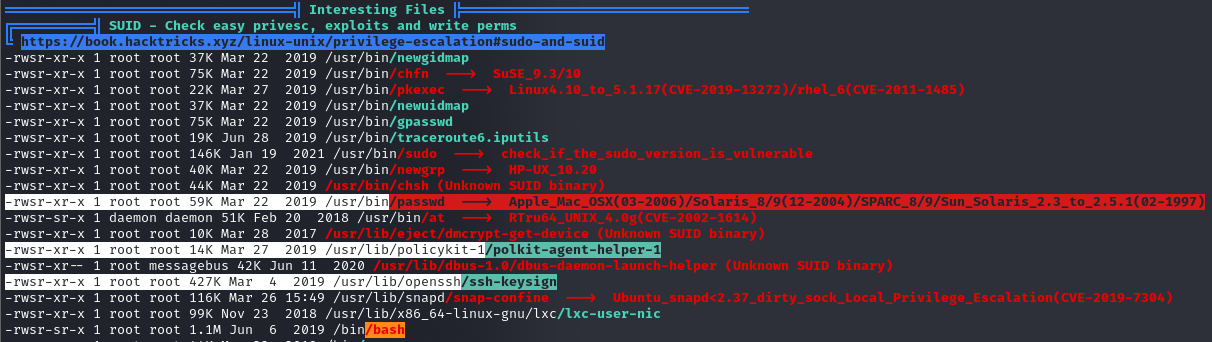 Interesting Files
SUID - Check easy privesc, exploits and write perms
https://book.hacktricks.xyz/linux-unix/privilege-escalation#sudo-and-suid
-rwsr-xr-x 1 root root 37K Mar 22  2019 /usr/bin/newgidmap
-rwsr-xr-x 1 root root 75K Mar 22  2019 /usr/bin/chfn  --->  SuSE_9.3/10
-rwsr-xr-x 1 root root 22K Mar 27  2019 /usr/bin/pkexec  --->  Linux4.10_to_5.1.17(CVE-2019-13272)/rhel_6(CVE-2011-1485)
-rwsr-xr-x 1 root root 37K Mar 22  2019 /usr/bin/newuidmap
-rwsr-xr-x 1 root root 75K Mar 22  2019 /usr/bin/gpasswd
-rwsr-xr-x 1 root root 19K Jun 28  2019 /usr/bin/traceroute6.iputils
-rwsr-xr-x 1 root root 146K Jan 19  2021 /usr/bin/sudo  --->  check_if_the_sudo_version_is_vulnerable
-rwsr-xr-x 1 root root 40K Mar 22  2019 /usr/bin/newgrp  --->  HP-UX_10.20
-rwsr-xr-x 1 root root 44K Mar 22  2019 /usr/bin/chsh (Unknown SUID binary)
-rwsr-xr-x 1 root root 59K Mar 22  2019 /usr/bin/passwd  --->  Apple_Mac_OSX(03-2006)/Solaris_8/9(12-2004)/SPARC_8/9/Sun_Solaris_2.3_to_2.5.1(02-1997)
-rwsr-sr-x 1 daemon daemon 51K Feb 20  2018 /usr/bin/at  --->  RTru64_UNIX_4.0g(CVE-2002-1614)
-rwsr-xr-x 1 root root 10K Mar 28  2017 /usr/lib/eject/dmcrypt-get-device (Unknown SUID binary)
-rwsr-xr-x 1 root root 14K Mar 27  2019 /usr/lib/policykit-1/polkit-agent-helper-1
-rwsr-xr-- 1 root messagebus 42K Jun 11  2020 /usr/lib/dbus-1.0/dbus-daemon-launch-helper (Unknown SUID binary)
-rwsr-xr-x 1 root root 427K Mar  4  2019 /usr/lib/openssh/ssh-keysign
-rwsr-xr-x 1 root root 116K Mar 26 15:49 /usr/lib/snapd/snap-confine  --->  Ubuntu_snapd<2.37_dirty_sock_Local_Privilege_Escalation(CVE-2019-7304)
-rwsr-xr-x 1 root root 99K Nov 23  2018 /usr/lib/x86_64-linux-gnu/lxc/lxc-user-nic
-rwsr-sr-x 1 root root 1.1M Jun  6  2019 /bin/bash